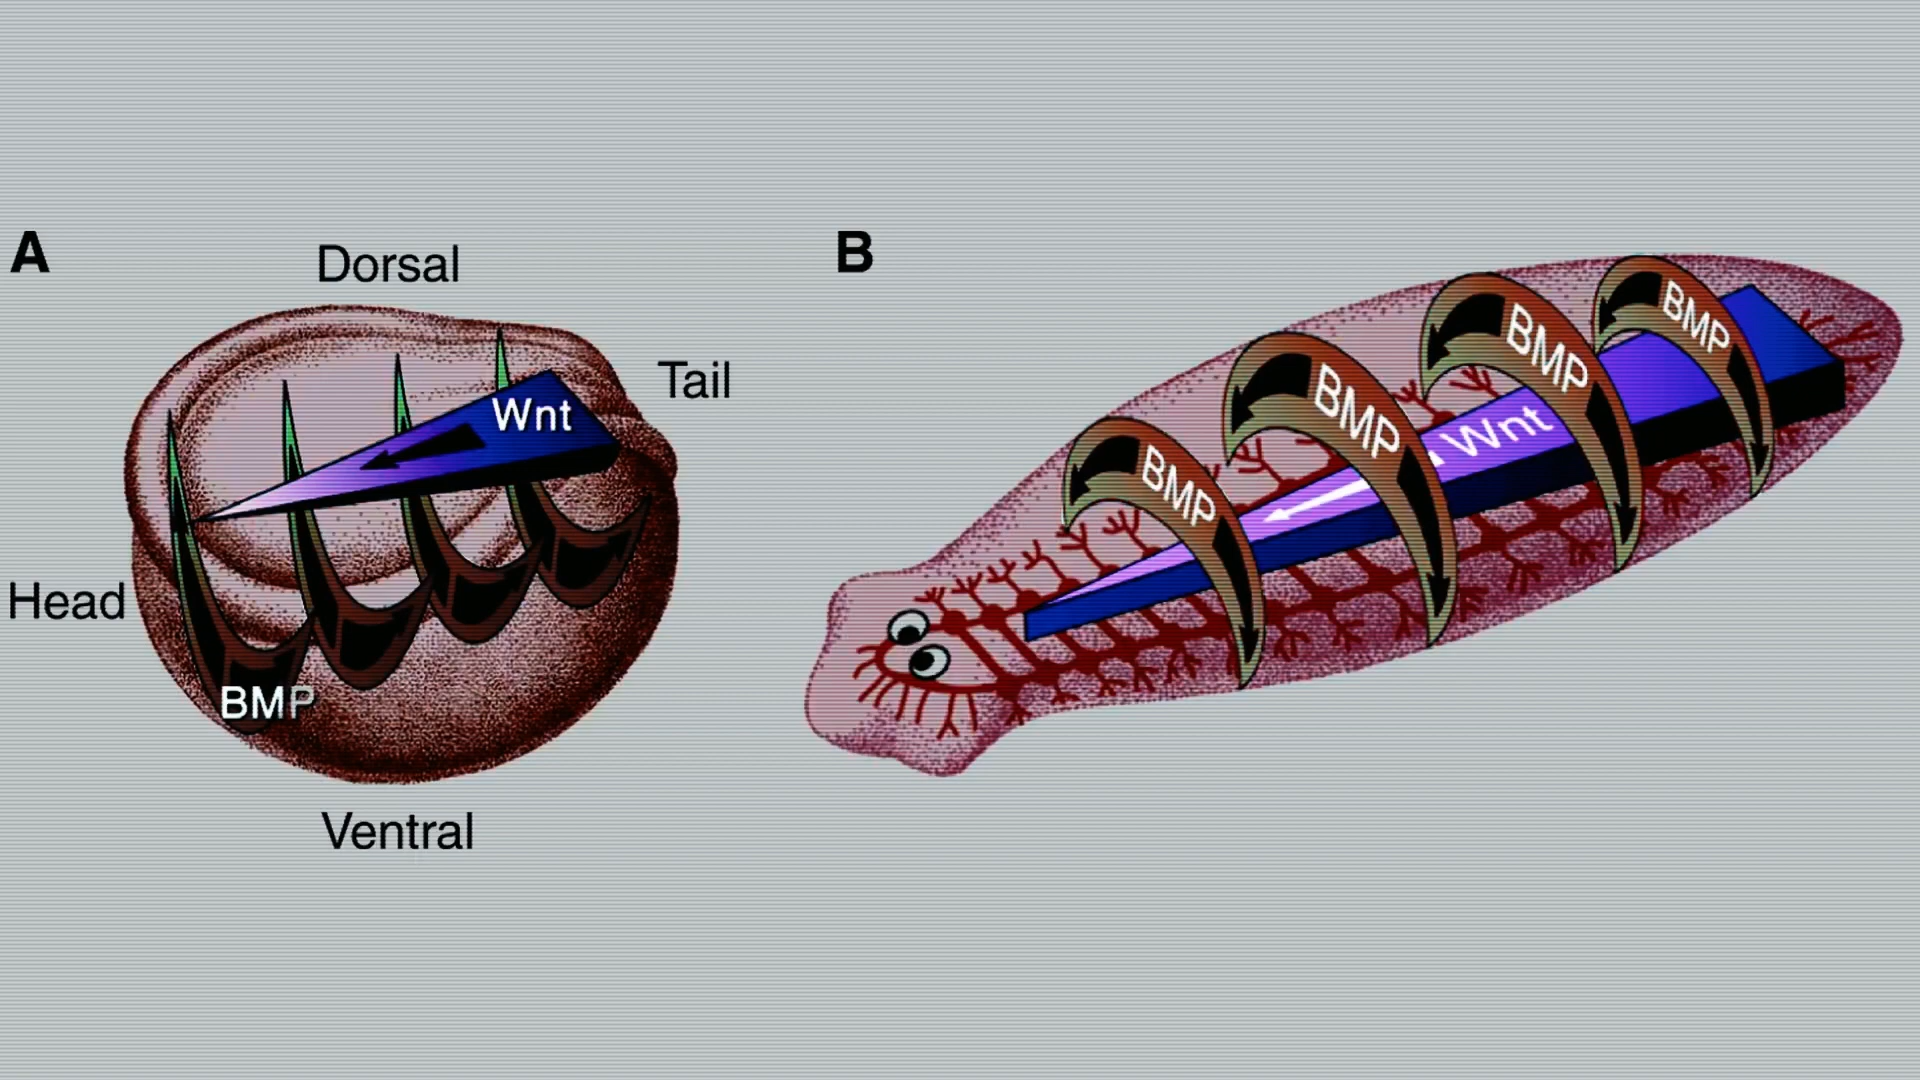 A
Dorsal
Tail
Wnt
Head
BMP
Ventral
B
BMP
BMP
BMP
BMP
Wnt